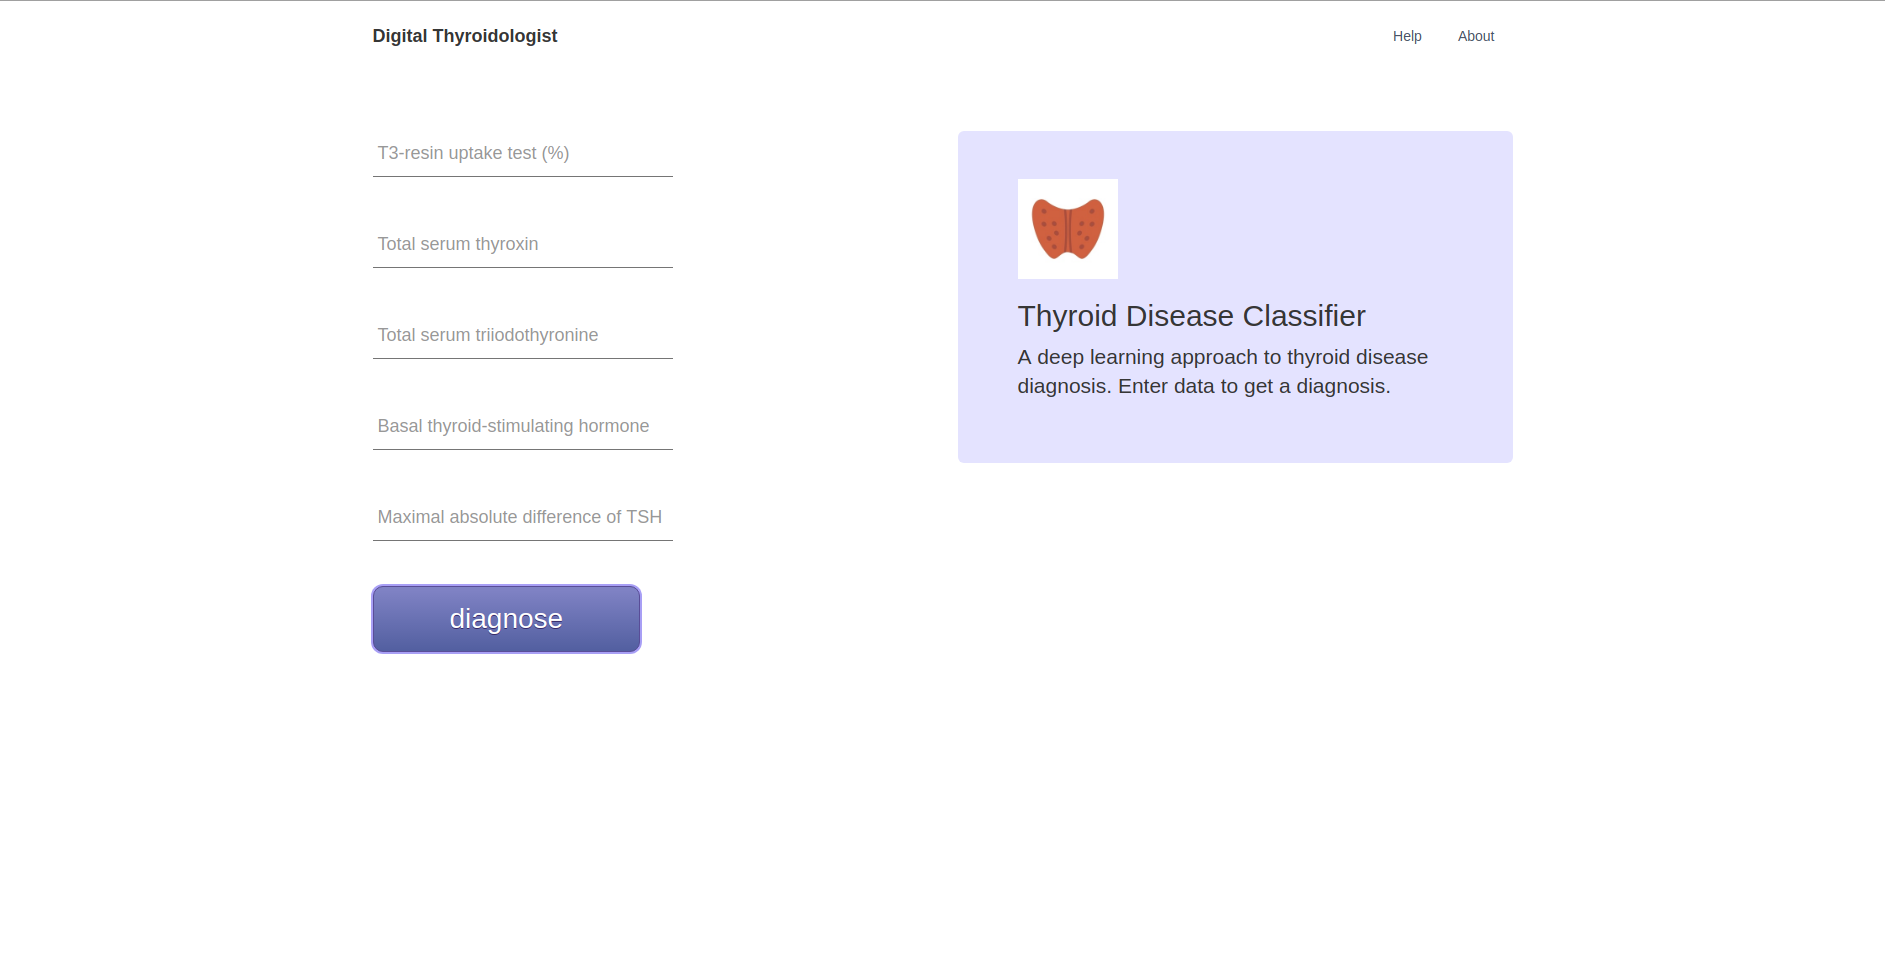 Digital Thyroidologist
Help
About
T3-resin uptake test (%)
Total serum thyroxin
Total serum triiodothyronine
Basal thyroid-stimulating hormone
Maximal absolute difference of TSH
diagnose
Thyroid Disease Classifier
A deep learning approach to thyroid disease
diagnosis. Enter data to get a diagnosis.